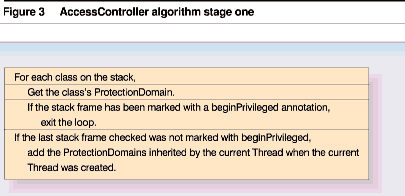 Figure 3 AccessController algorithm stage one
For each class on the stack,
Get the class's ProtectionDomain.
If the stack frame has been marked with a beginPrivileged annotation,
exit the loop.
If the last stack frame checked was not marked with beginPrivileged,
add the ProtectionDomains inherited by the current Thread when the current
Thread was created.